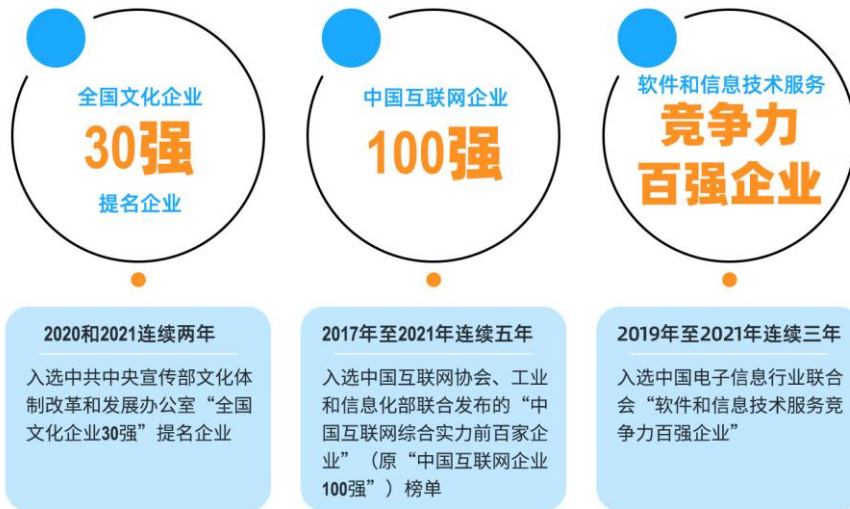 全国文化企业
30强
提名企业
中国互联网企业
100强
软件和信息技术服务
竞争力
百强企业
2020和2021连续两年
入选中共中央宣传部文化体
制改革和发展办公室“全国
文化企业30强”提名企业
2017年至2021年连续五年
入选中国互联网协会、工业
和信息化部联合发布的“中
国互联网综合实力前百家企
业”（原“中国互联网企业
100强”）榜单
2019年至2021年连续三年
入选中国电子信息行业联合
会“软件和信息技术服务竞
争力百强企业”